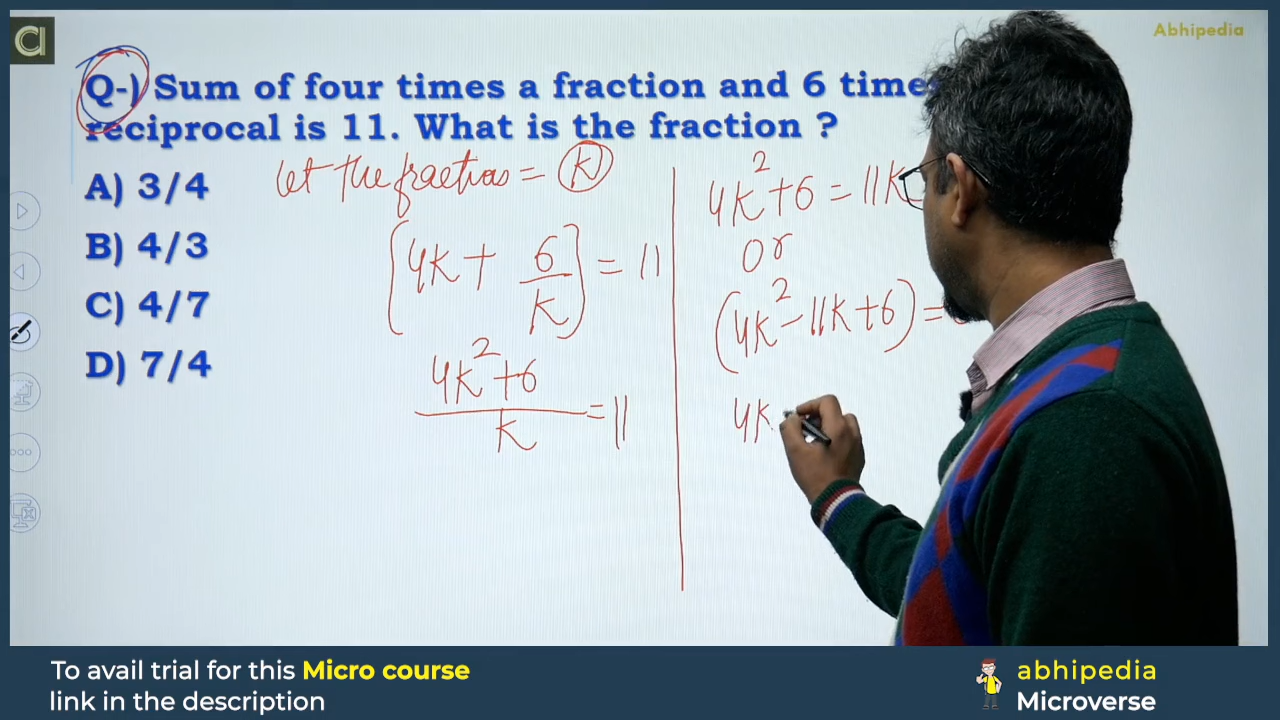 Abhipedia
Q-) Sum of four times a fraction and 6 times
reciprocal is 11. What is the fraction ?
A) 3/4
B) 4/3
C) 4/7
D) 7/4
let the fraction = K
[4K + 6/K] = 11
4K²+6/K = 11
4K²+6 = 11K
or
(4K²-11K+6) =
4K
To avail trial for this Micro course
link in the description
abhipedia
Microverse